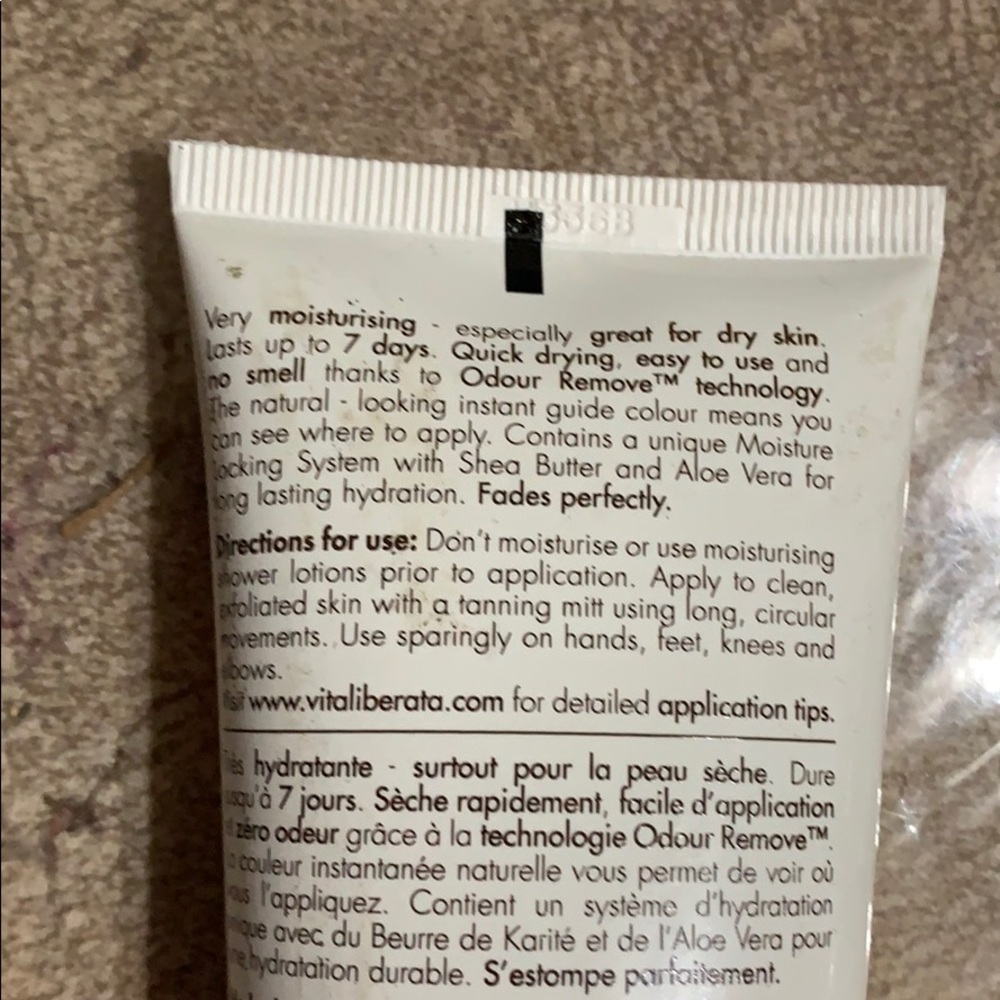 Very moisturising - especially great for dry skin.
Lasts up to 7 days. Quick drying, easy to use and
no smell thanks to Odour Remove™ technology.
The natural - looking instant guide colour means you
can see where to apply. Contains a unique Moisture
Locking System with Shea Butter and Aloe Vera for
long lasting hydration. Fades perfectly.
Directions for use: Don't moisturise or use moisturising
shower lotions prior to application. Apply to clean,
exfoliated skin with a tanning mitt using long, circular
movements. Use sparingly on hands, feet, knees and
elbows.
Visit www.vitaliberata.com for detailed application tips.
Très hydratante - surtout pour la peau sèche. Dure
jusqu'à 7 jours. Sèche rapidement, facile d'application
zéro odeur grâce à la technologie Odour Remove™.
La couleur instantanée naturelle vous permet de voir où
vous l'appliquez. Contient un système d'hydratation
unique avec du Beurre de Karité et de l'Aloe Vera pour
une hydratation durable. S'estompe parfaitement.